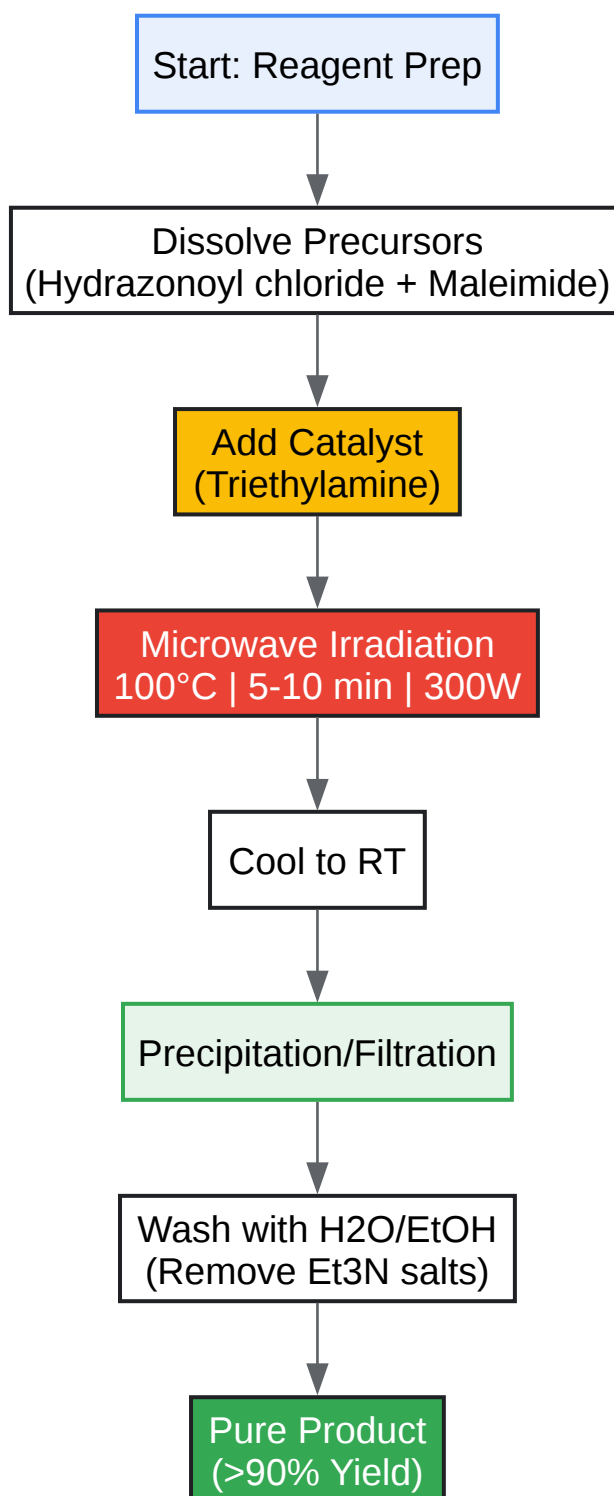 Start: Reagent Prep
Dissolve Precursors
(Hydrazonoyl chloride + Maleimide)
Add Catalyst
(Triethylamine)
Microwave Irradiation
100°C | 5-10 min | 300W
Cool to RT
Precipitation/Filtration
Wash with H2O/EtOH
(Remove Et3N salts)
Pure Product
(>90% Yield)